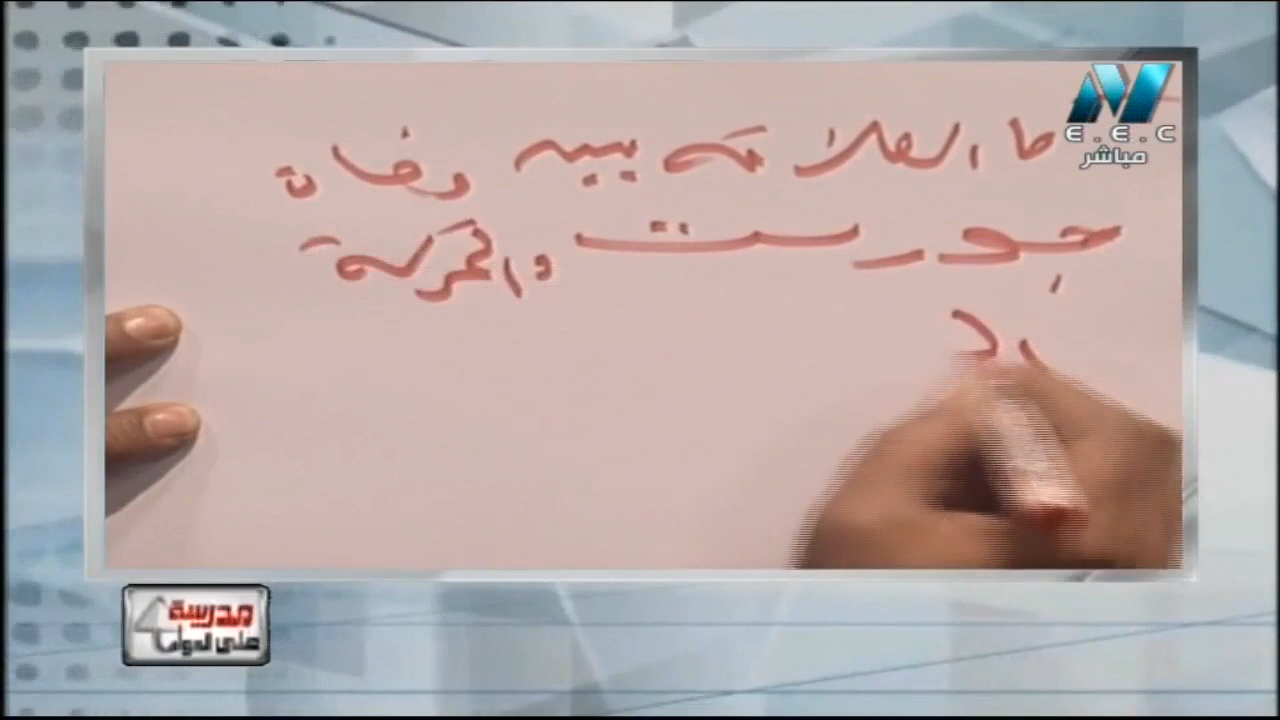 E.E.C
مباشر
ما العلاقة بين وفاة
جورست والحركة
مدرسة
على الهواء